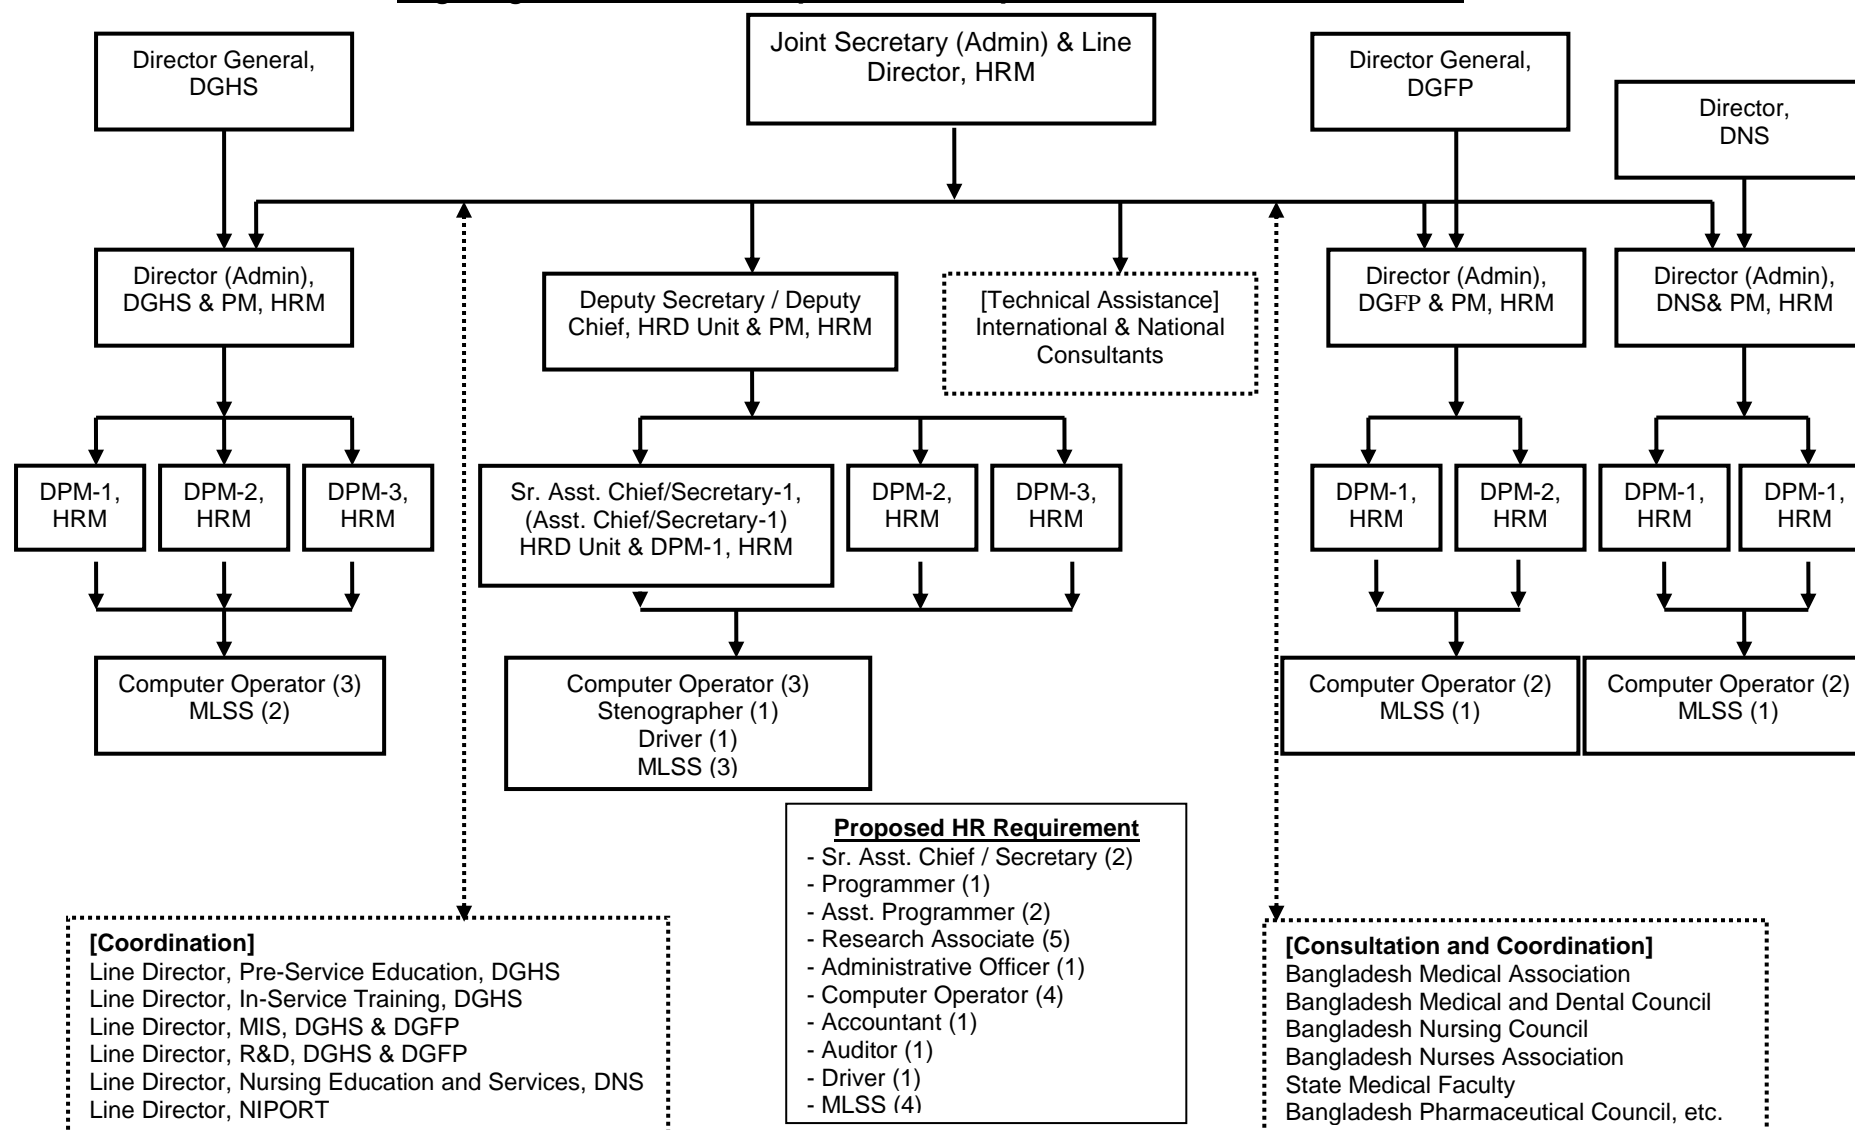 Director General,
DGHS
Joint Secretary (Admin) & Line
Director, HRM
Director General,
DGFP
Director,
DNS
Director (Admin),
DGHS & PM, HRM
Deputy Secretary / Deputy
Chief, HRD Unit & PM, HRM
[Technical Assistance]
International & National
Consultants
Director (Admin),
DGFP & PM, HRM
Director (Admin),
DNS& PM, HRM
DPM-1,
HRM
DPM-2,
HRM
DPM-3,
HRM
Sr. Asst. Chief/Secretary-1,
(Asst. Chief/Secretary-1)
HRD Unit & DPM-1, HRM
DPM-2,
HRM
DPM-3,
HRM
DPM-1,
HRM
DPM-2,
HRM
DPM-1,
HRM
DPM-1,
HRM
Computer Operator (3)
MLSS (2)
Computer Operator (3)
Stenographer (1)
Driver (1)
MLSS (3)
Computer Operator (2)
MLSS (1)
Computer Operator (2)
MLSS (1)
Proposed HR Requirement
- Sr. Asst. Chief / Secretary (2)
- Programmer (1)
- Asst. Programmer (2)
- Research Associate (5)
- Administrative Officer (1)
- Computer Operator (4)
- Accountant (1)
- Auditor (1)
- Driver (1)
- MLSS (4)
[Coordination]
Line Director, Pre-Service Education, DGHS
Line Director, In-Service Training, DGHS
Line Director, MIS, DGHS & DGFP
Line Director, R&D, DGHS & DGFP
Line Director, Nursing Education and Services, DNS
Line Director, NIPORT
[Consultation and Coordination]
Bangladesh Medical Association
Bangladesh Medical and Dental Council
Bangladesh Nursing Council
Bangladesh Nurses Association
State Medical Faculty
Bangladesh Pharmaceutical Council, etc.